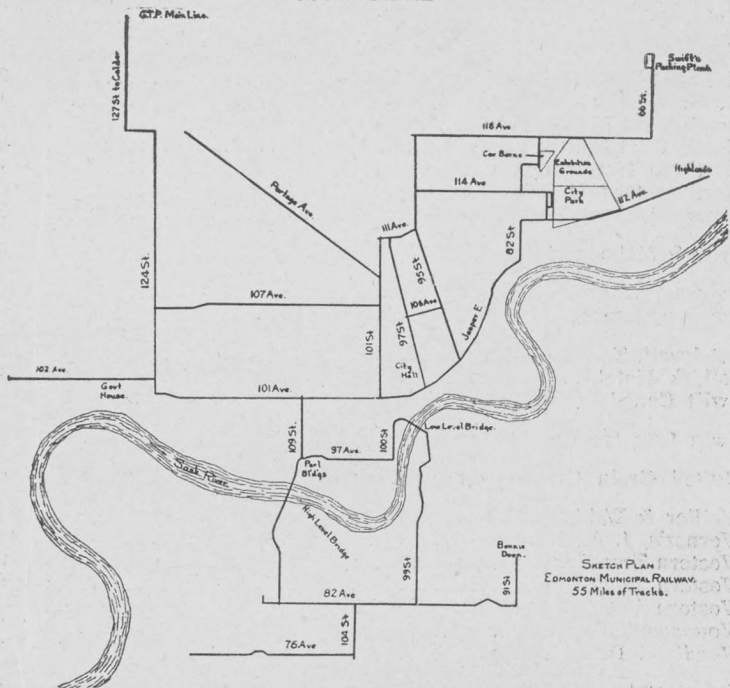 G.T.P. Main Line.
127 St to Calder
Swift's
Packing Plant
66 St.
118 Ave
Car Barns
Exhibition
Grounds
Highlands
114 Ave
City
Park
112 Ave.
Portage Ave.
111 Ave.
82 St
95 St
124 St.
107 Ave.
106 Ave
Jasper E
101 St
97 St
City
Hall
102 Ave.
Govt
House.
101 Ave.
109 St.
100 St
Low Level Bridge.
97 Ave.
Parl
Bldgs
Sask River
High Level Bridge
Bonnie
Doon.
SKETCH PLAN
EDMONTON MUNICIPAL RAILWAY.
55 Miles of Tracks.
99 St
91 St
82 Ave
104 St
76 Ave